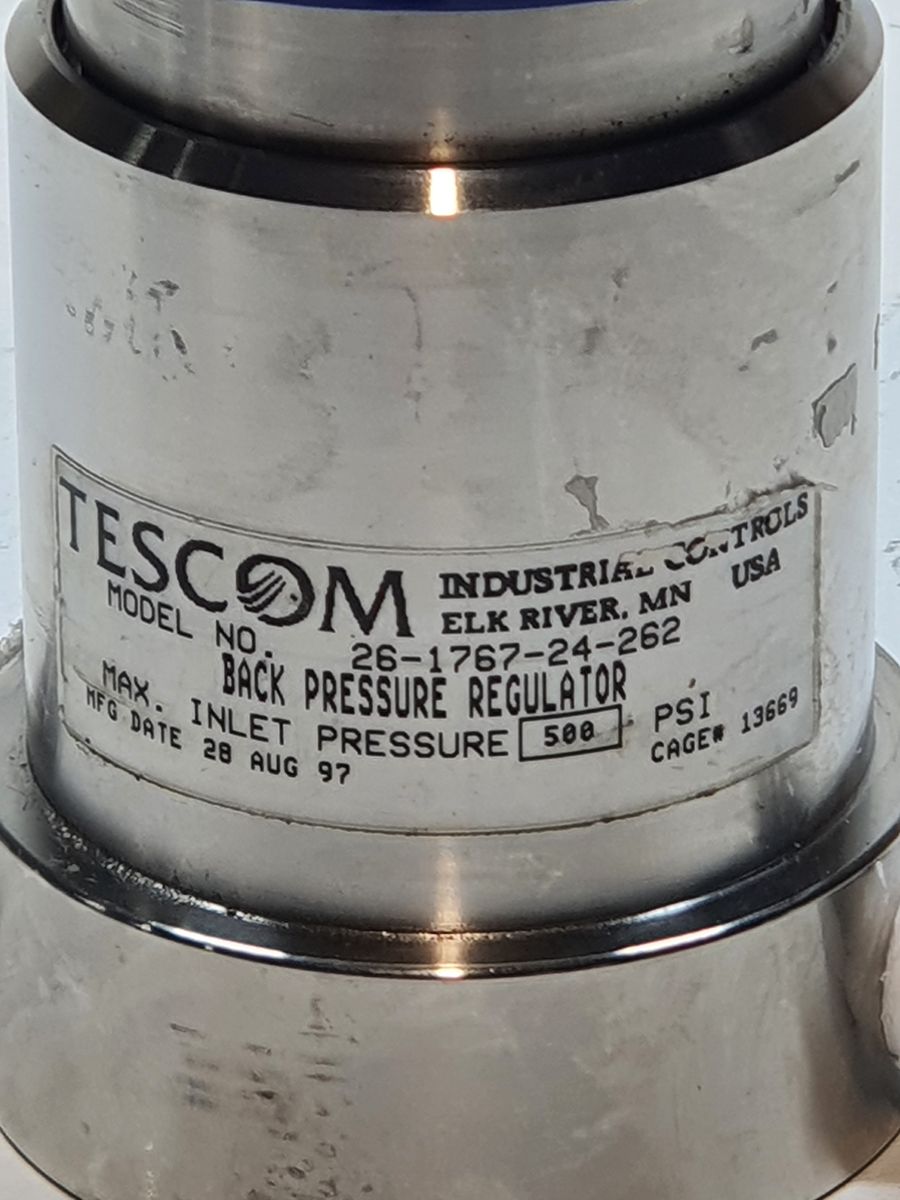 TESCOM INDUSTRIAL CONTROLS
ELK RIVER, MN USA
MODEL NO. 26-1767-24-262
BACK PRESSURE REGULATOR
MAX. INLET PRESSURE 500 PSI
MFG DATE 28 AUG 97 CAGE# 13669